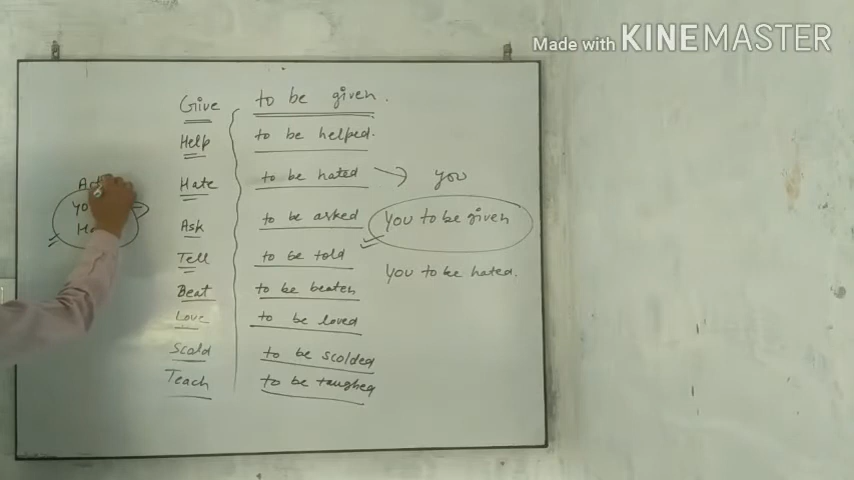 Made with KINEMASTER
Give to be given.
Help to be helped.
Hate to be hated you
Ask to be asked You to be given
Tell to be told
You to be hated.
Beat to be beaten
Love to be loved
Scold to be scolded
Teach to be taughed